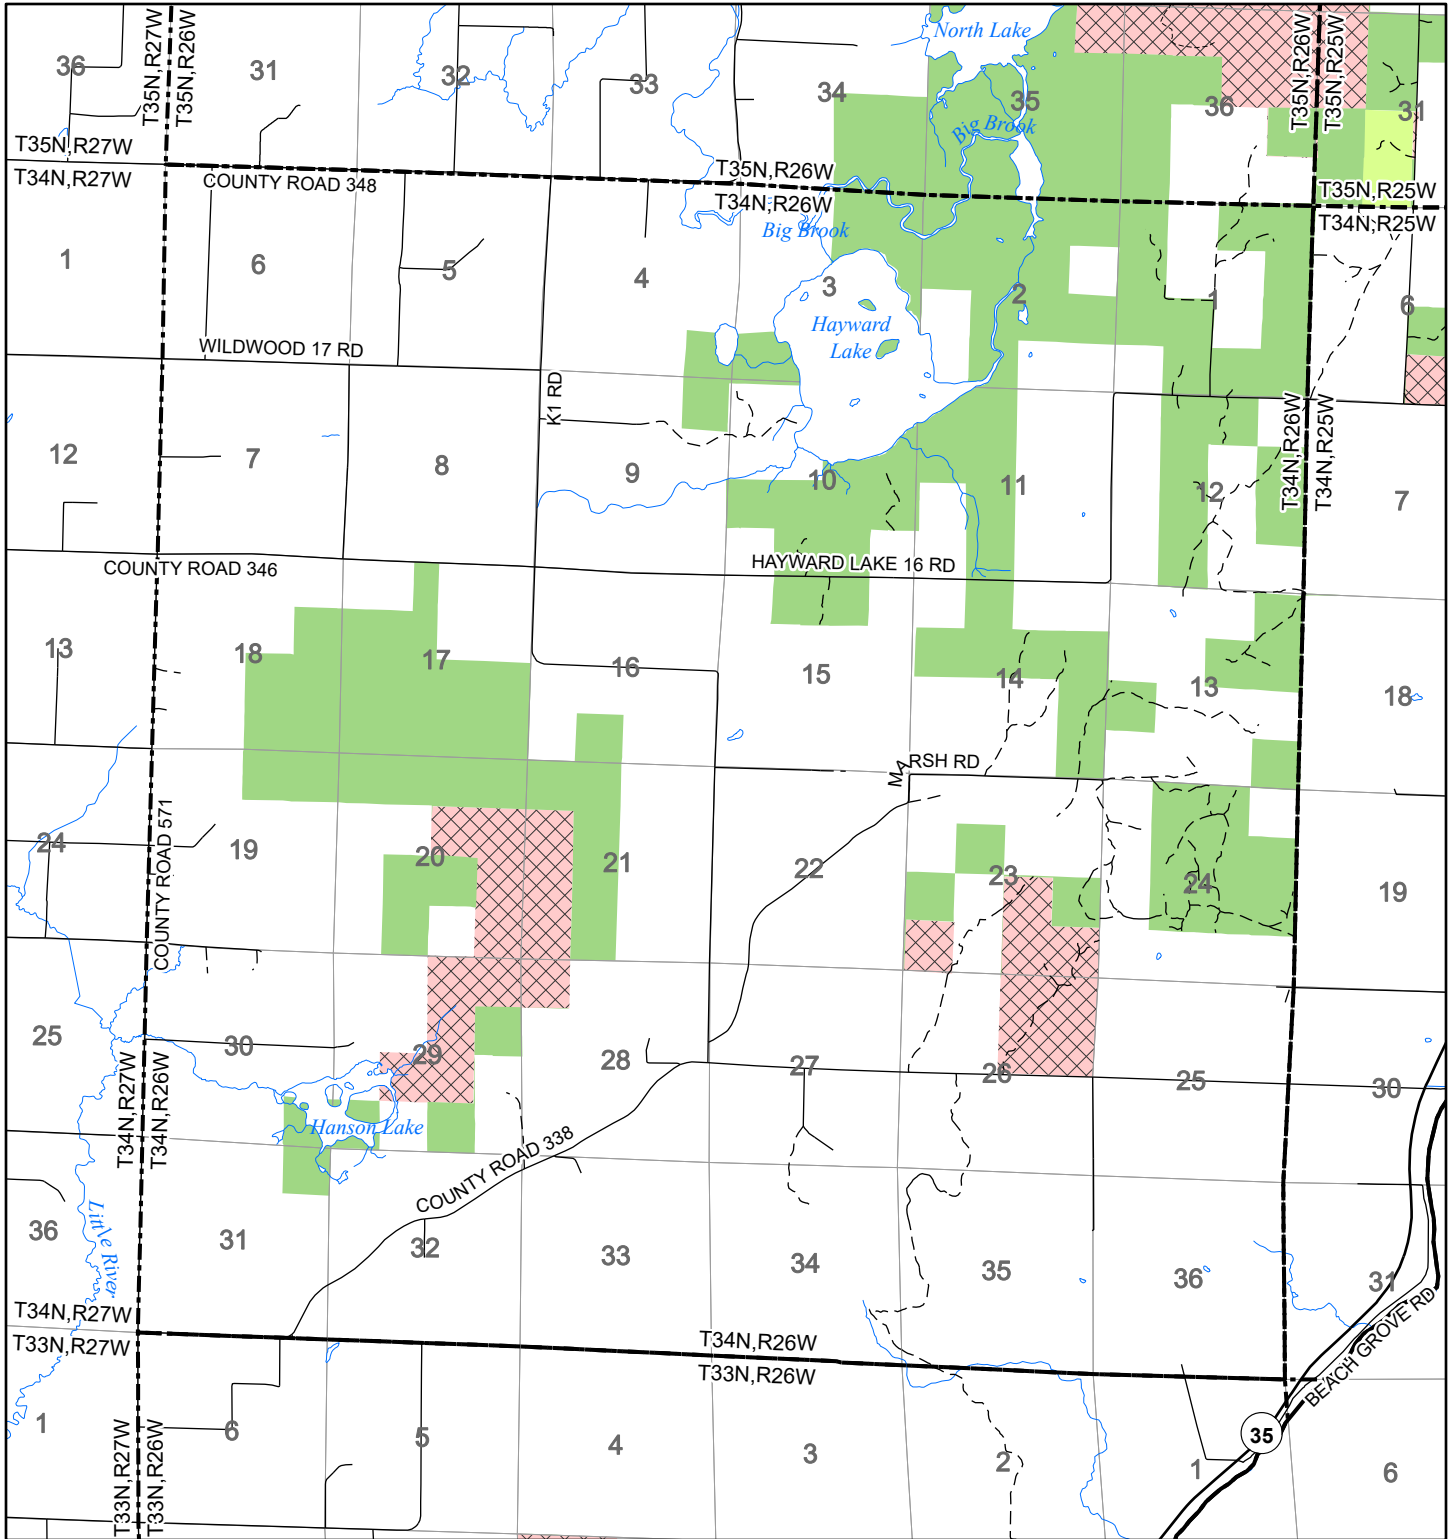 T35N,R27W
T35N,R26W
North Lake
T35N,R26W
T35N,R25W
36
31
32
33
34
35
36
31
Big Brook
T35N,R27W
T35N,R26W
T35N,R25W
T34N,R27W
COUNTY ROAD 348
T34N,R26W
T34N,R25W
Big Brook
1
6
5
4
3
2
1
6
Hayward
Lake
WILDWOOD 17 RD
K1 RD
T34N,R26W
T34N,R25W
12
7
8
9
10
11
12
7
COUNTY ROAD 346
HAYWARD LAKE 16 RD
13
18
17
16
15
14
13
18
MARSH RD
COUNTY ROAD 571
24
19
20
21
22
23
24
19
25
30
29
28
27
26
25
30
T34N,R27W
T34N,R26W
Hanson Lake
COUNTY ROAD 338
Little River
36
31
32
33
34
35
36
31
T34N,R27W
T34N,R26W
T33N,R27W
T33N,R26W
BEACH GROVE RD
35
1
6
5
4
3
2
1
6
T33N,R27W
T33N,R26W